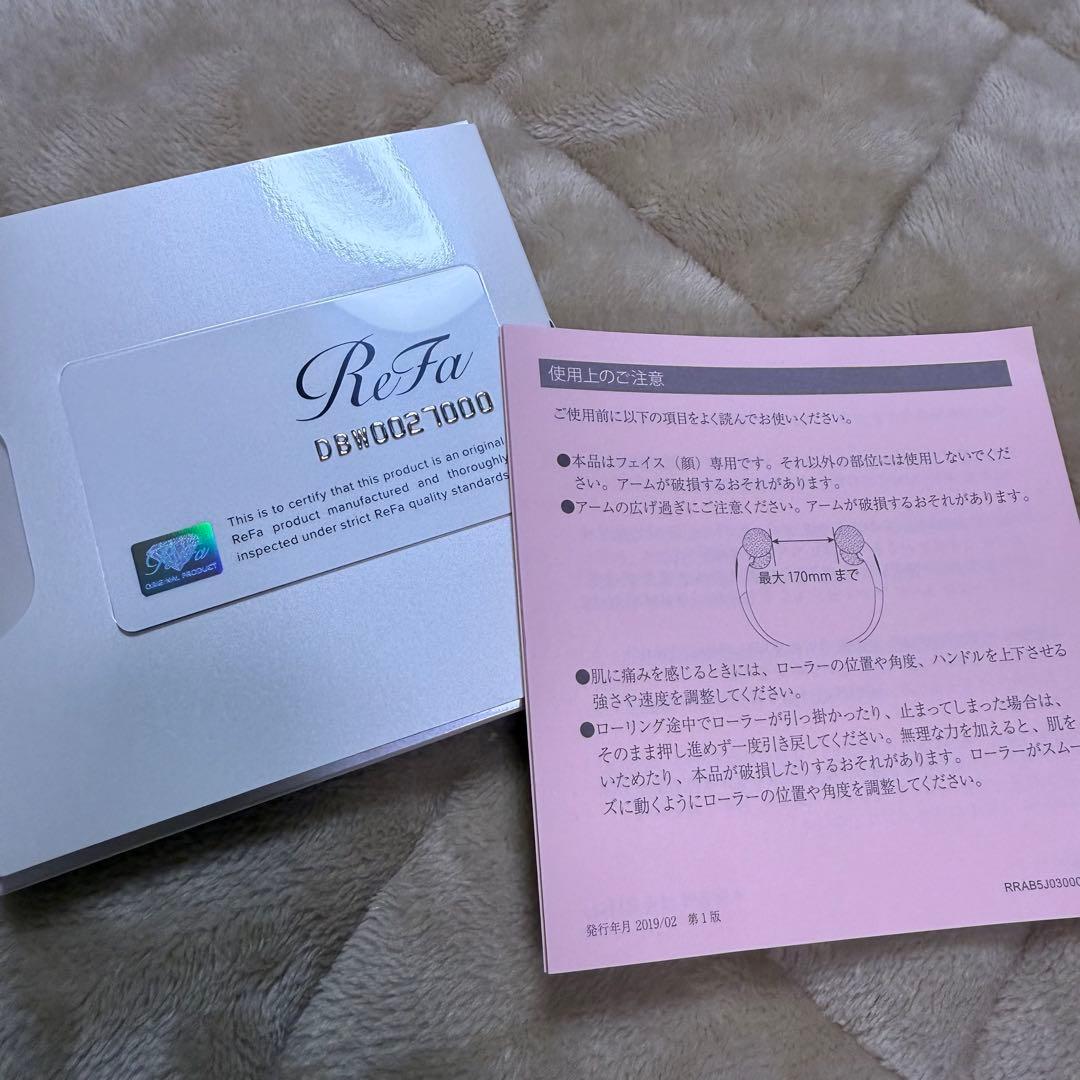 ReFa
DBW0027000
This is to certify that this product is an original
ReFa product manufactured and thoroughly
inspected under strict ReFa quality standards
ReFa
ORIGINAL PRODUCT
使用上のご注意
ご使用前に以下の項目をよく読んでお使いください。
●本品はフェイス（顔）専用です。それ以外の部位には使用しないでくだ
さい。アームが破損するおそれがあります。
●アームの広げ過ぎにご注意ください。アームが破損するおそれがあります。
最大 170mm まで
●肌に痛みを感じるときには、ローラーの位置や角度、ハンドルを上下させる
強さや速度を調整してください。
●ローリング途中でローラーが引っ掛かったり、止まってしまった場合は、
そのまま押し進めず一度引き戻してください。無理な力を加えると、肌を
いためたり、本品が破損したりするおそれがあります。ローラーがスムー
ズに動くようにローラーの位置や角度を調整してください。
RRAB5J0300
発行年月 2019/02 第1版